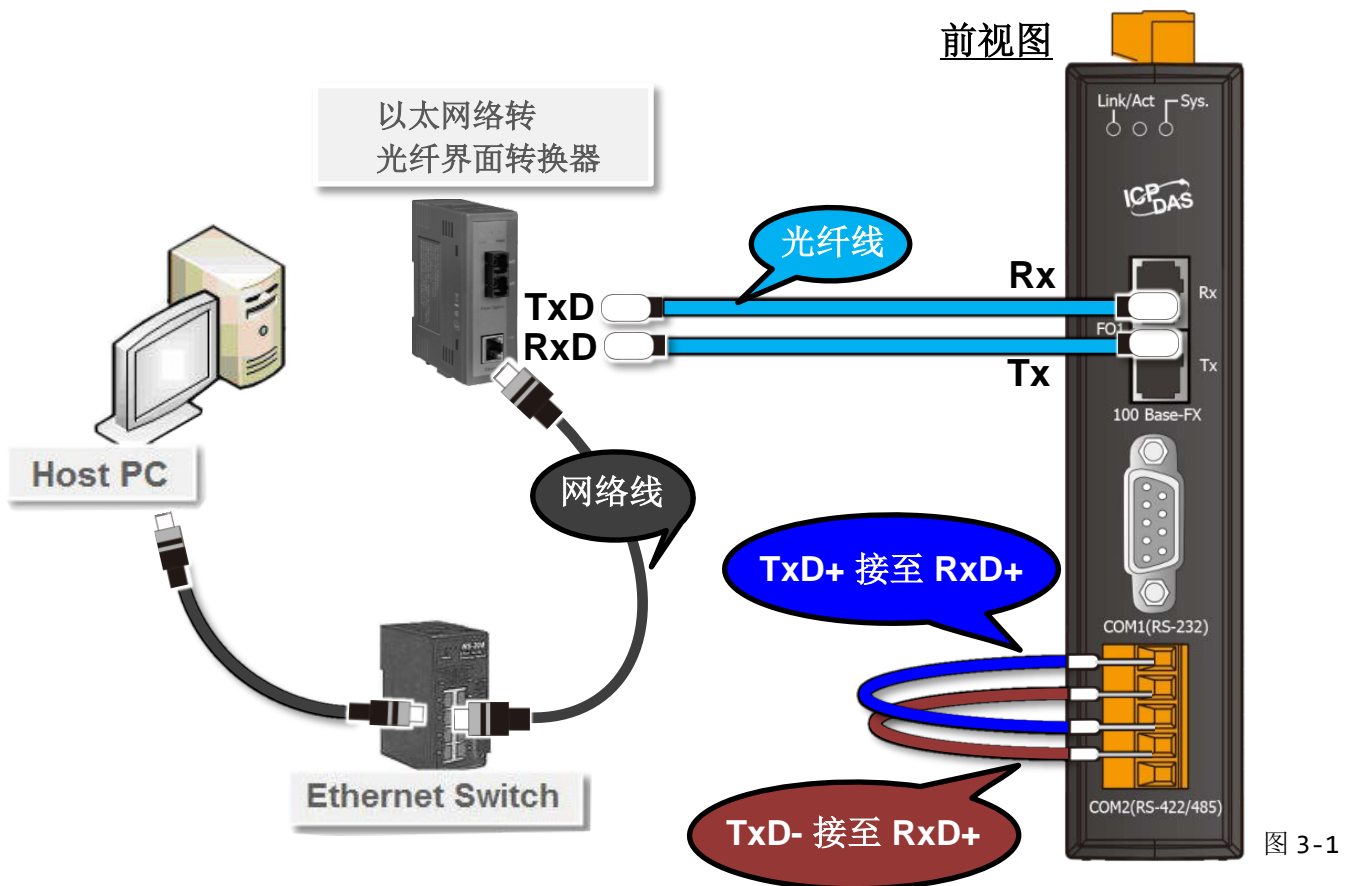 前视图
Link/Act
Sys.
ICP DAS
以太网络转
光纤界面转换器
光纤线
TxD
RxD
Rx
Tx
Rx
FO1
Tx
100 Base-FX
Host PC
网络线
TxD+ 接至 RxD+
COM1(RS-232)
Ethernet Switch
COM2(RS-422/485)
TxD- 接至 RxD+
图 3-1